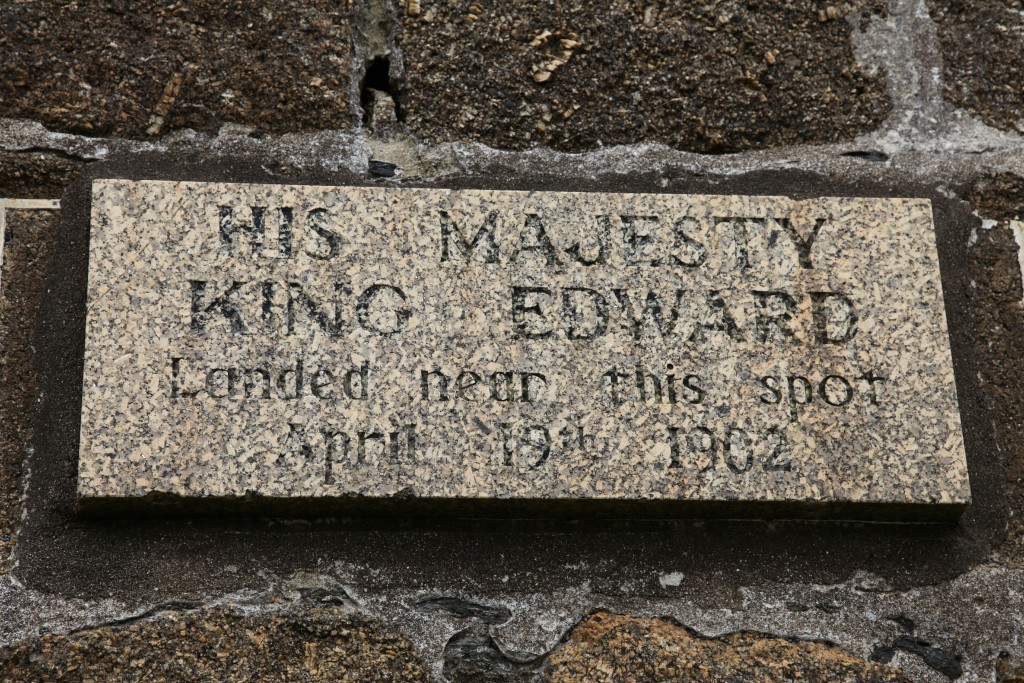 HIS MAJESTY
KING EDWARD
Landed near this spot
April 19th 1902